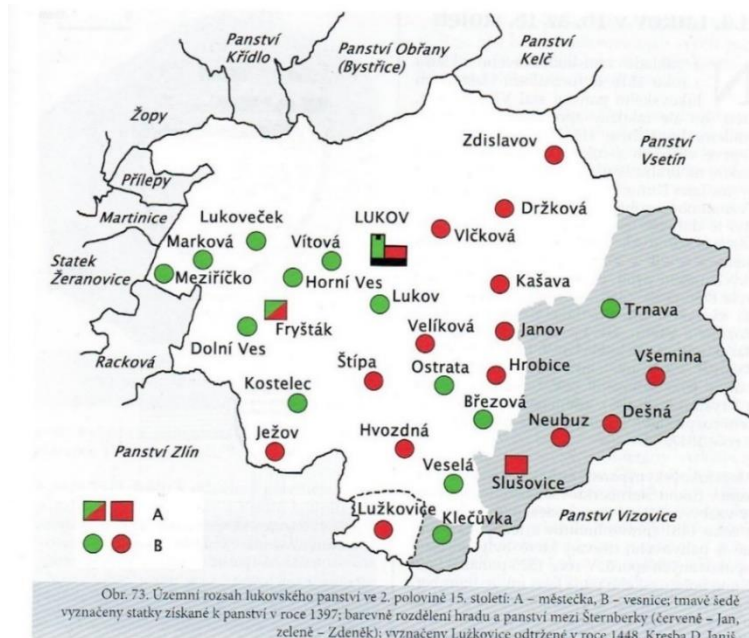 Panství
Křídlo
Panství Obřany
(Bystřice)
Panství
Kelč
Žopy
Zdislavov
Panství
Vsetín
Přílepy
Martinice
Lukoveček
LUKOV
Držková
Vlčková
Marková
Vítová
Statek
Žeranovice
Meziříčko
Horní Ves
Lukov
Kašava
Trnava
Fryšták
Velíková
Janov
Dolní Ves
Racková
Štípa
Ostrata
Hrobice
Všemina
Kostelec
Březová
Neubuz
Dešná
Ježov
Hvozdná
Panství Zlín
Veselá
Slušovice
A
Lužkovice
Klečůvka
Panství Vizovice
B
Obr. 73. Územní rozsah lukovského panství ve 2. polovině 15. století: A – městečka, B – vesnice; tmavě šedě
vyznačeny statky získané k panství v roce 1397; barevně rozdělení hradu a panství mezi Šternberky (červeně – Jan,
zeleně – Zdeněk); vyznačeny Lužkovice odtržené v roce 1448. Kresba D. Janiš